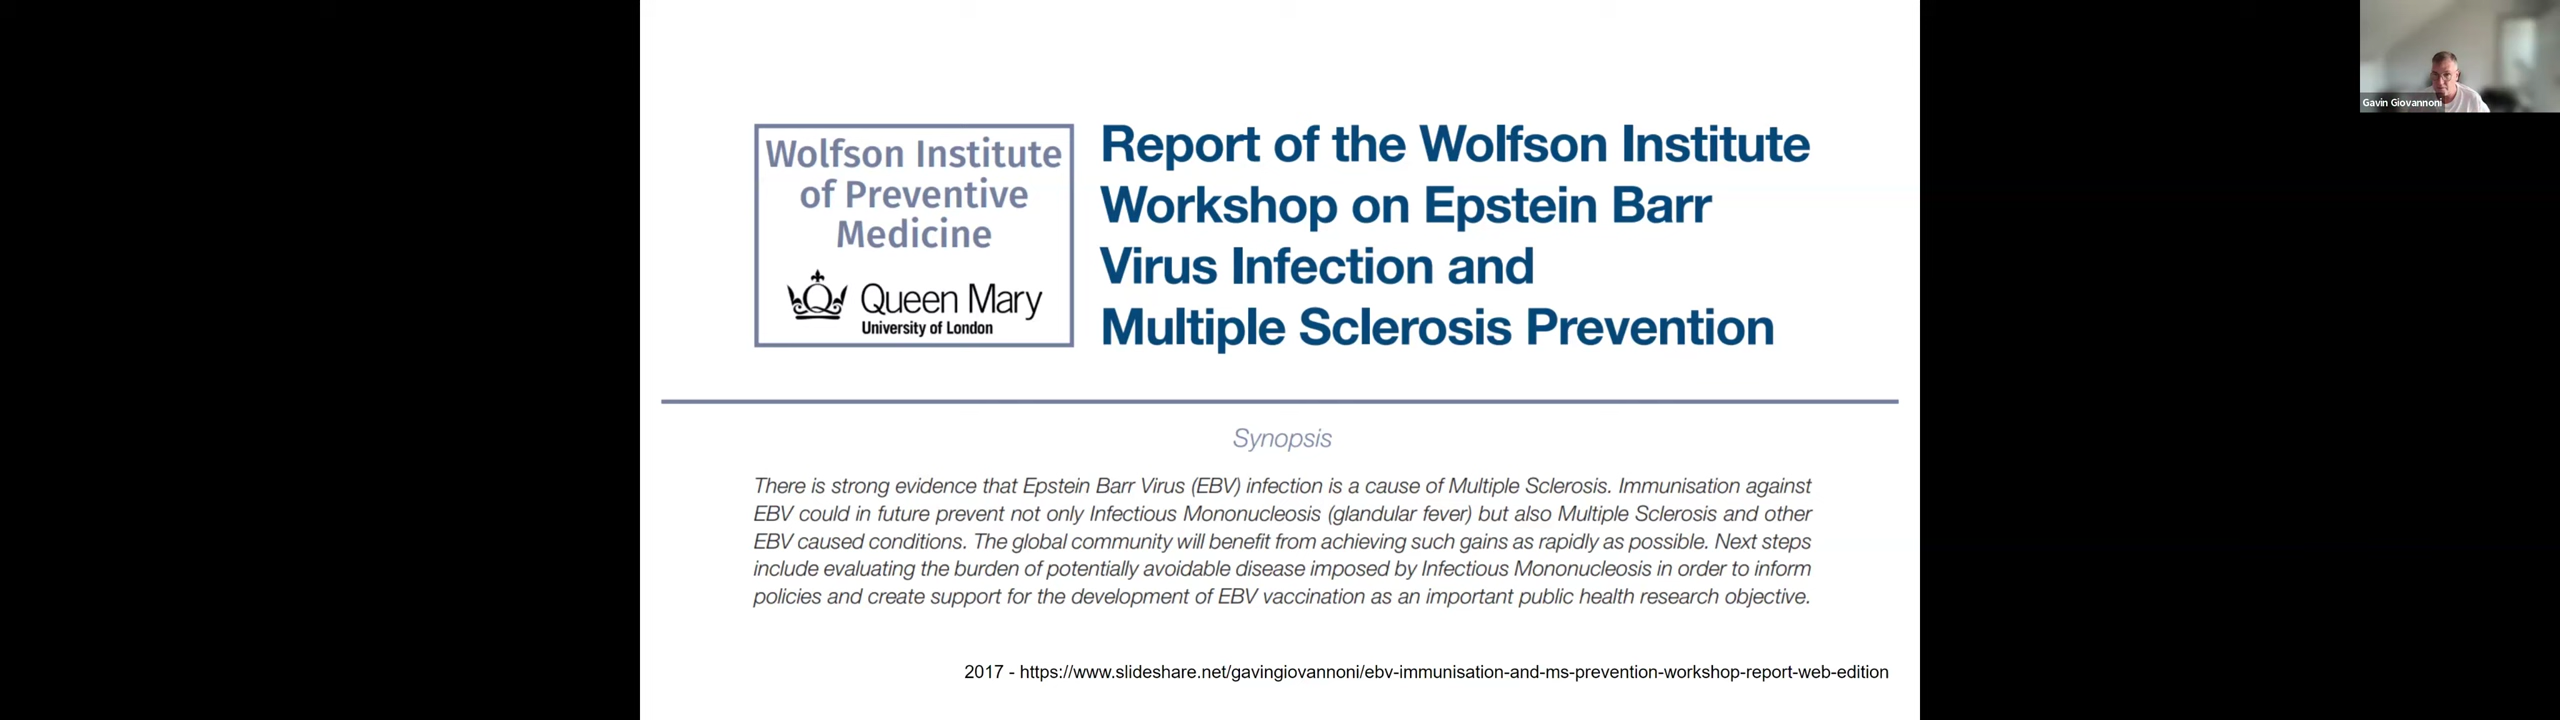 Wolfson Institute
of Preventive
Medicine
Queen Mary
University of London
Report of the Wolfson Institute
Workshop on Epstein Barr
Virus Infection and
Multiple Sclerosis Prevention
Gavin Giovannoni
Synopsis
There is strong evidence that Epstein Barr Virus (EBV) infection is a cause of Multiple Sclerosis. Immunisation against
EBV could in future prevent not only Infectious Mononucleosis (glandular fever) but also Multiple Sclerosis and other
EBV caused conditions. The global community will benefit from achieving such gains as rapidly as possible. Next steps
include evaluating the burden of potentially avoidable disease imposed by Infectious Mononucleosis in order to inform
policies and create support for the development of EBV vaccination as an important public health research objective.
2017 - https://www.slideshare.net/gavingiovannoni/ebv-immunisation-and-ms-prevention-workshop-report-web-edition